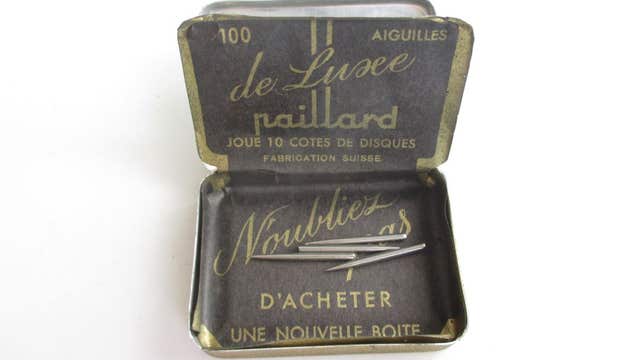 100 AIGUILLES
de Luxe
paillard
JOUE 10 COTES DE DISQUES
FABRICATION SUISSE
N'oubliez
pas
D'ACHETER
UNE NOUVELLE BOITE